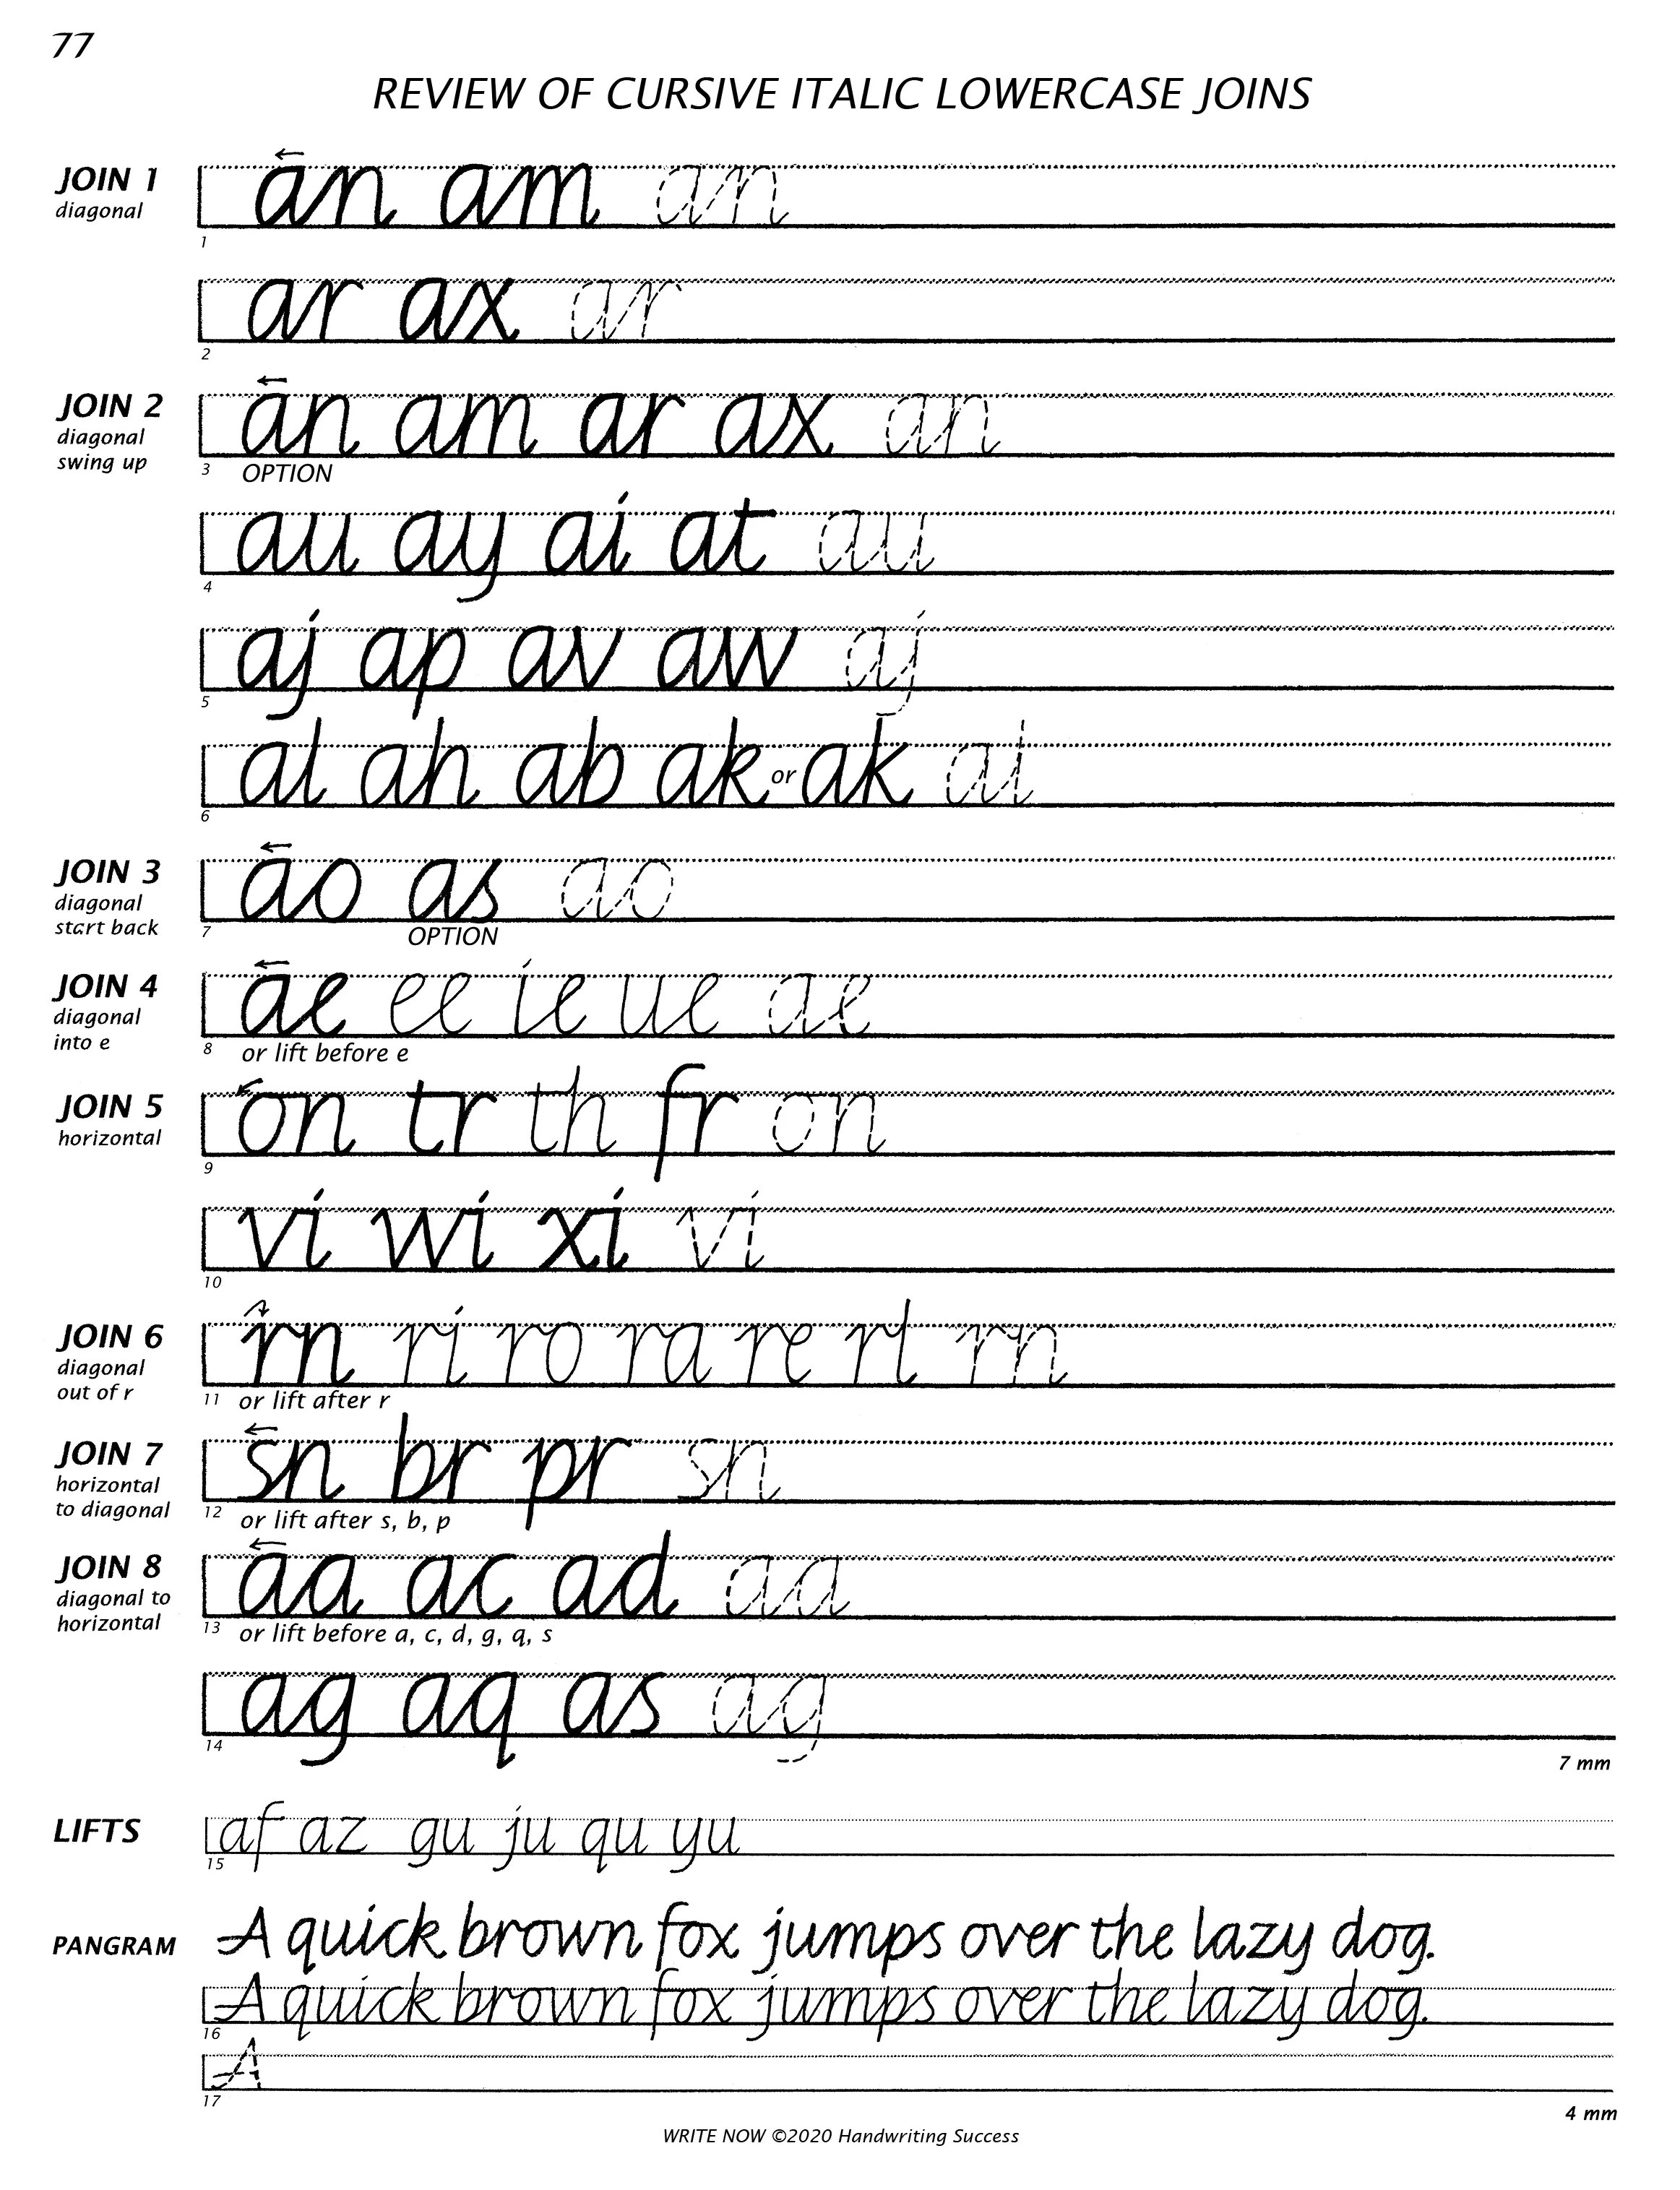 77
REVIEW OF CURSIVE ITALIC LOWERCASE JOINS
JOIN 1
diagonal
an am an
1
ar ax ar
2
JOIN 2
diagonal
swing up
an am ar ax an
3 OPTION
au ay ai at au
4
aj ap av aw aj
5
al ah ab ak or ak al
6
JOIN 3
diagonal
start back
ao as ao
7 OPTION
JOIN 4
diagonal
into e
ae ee ie ue ae
8 or lift before e
JOIN 5
horizontal
on tr th fr on
9
vi wi xi vi
10
JOIN 6
diagonal
out of r
rn ri ro ra re rl rn
11 or lift after r
JOIN 7
horizontal
to diagonal
sn br pr sn
12 or lift after s, b, p
JOIN 8
diagonal to
horizontal
aa ac ad aa
13 or lift before a, c, d, g, q, s
ag aq as ag
14
7 mm
LIFTS
af az gu ju qu yu
15
PANGRAM
A quick brown fox jumps over the lazy dog.
A quick brown fox jumps over the lazy dog.
16
A
17
4 mm
WRITE NOW ©2020 Handwriting Success